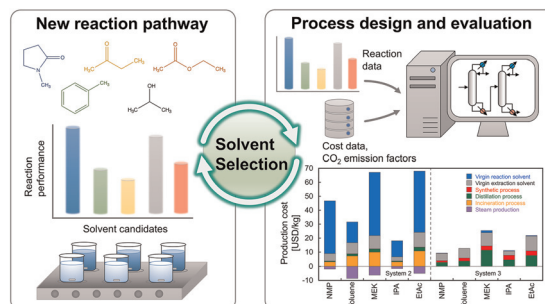 New reaction pathway
O
N
CH₃
O
O
O
CH₃
OH
Reaction
performance
Solvent candidates
Solvent
Selection
Process design and evaluation
Reaction
data
Cost data,
CO₂ emission factors
Production cost
[USD/kg]
70
60
50
40
30
20
10
0
-10
Virgin reaction solvent
Virgin extraction solvent
Synthetic process
Distillation process
Incineration process
Steam production
System 2
System 3
NMP
Toluene
MEK
IPA
EtAc
NMP
Toluene
MEK
IPA
EtAc